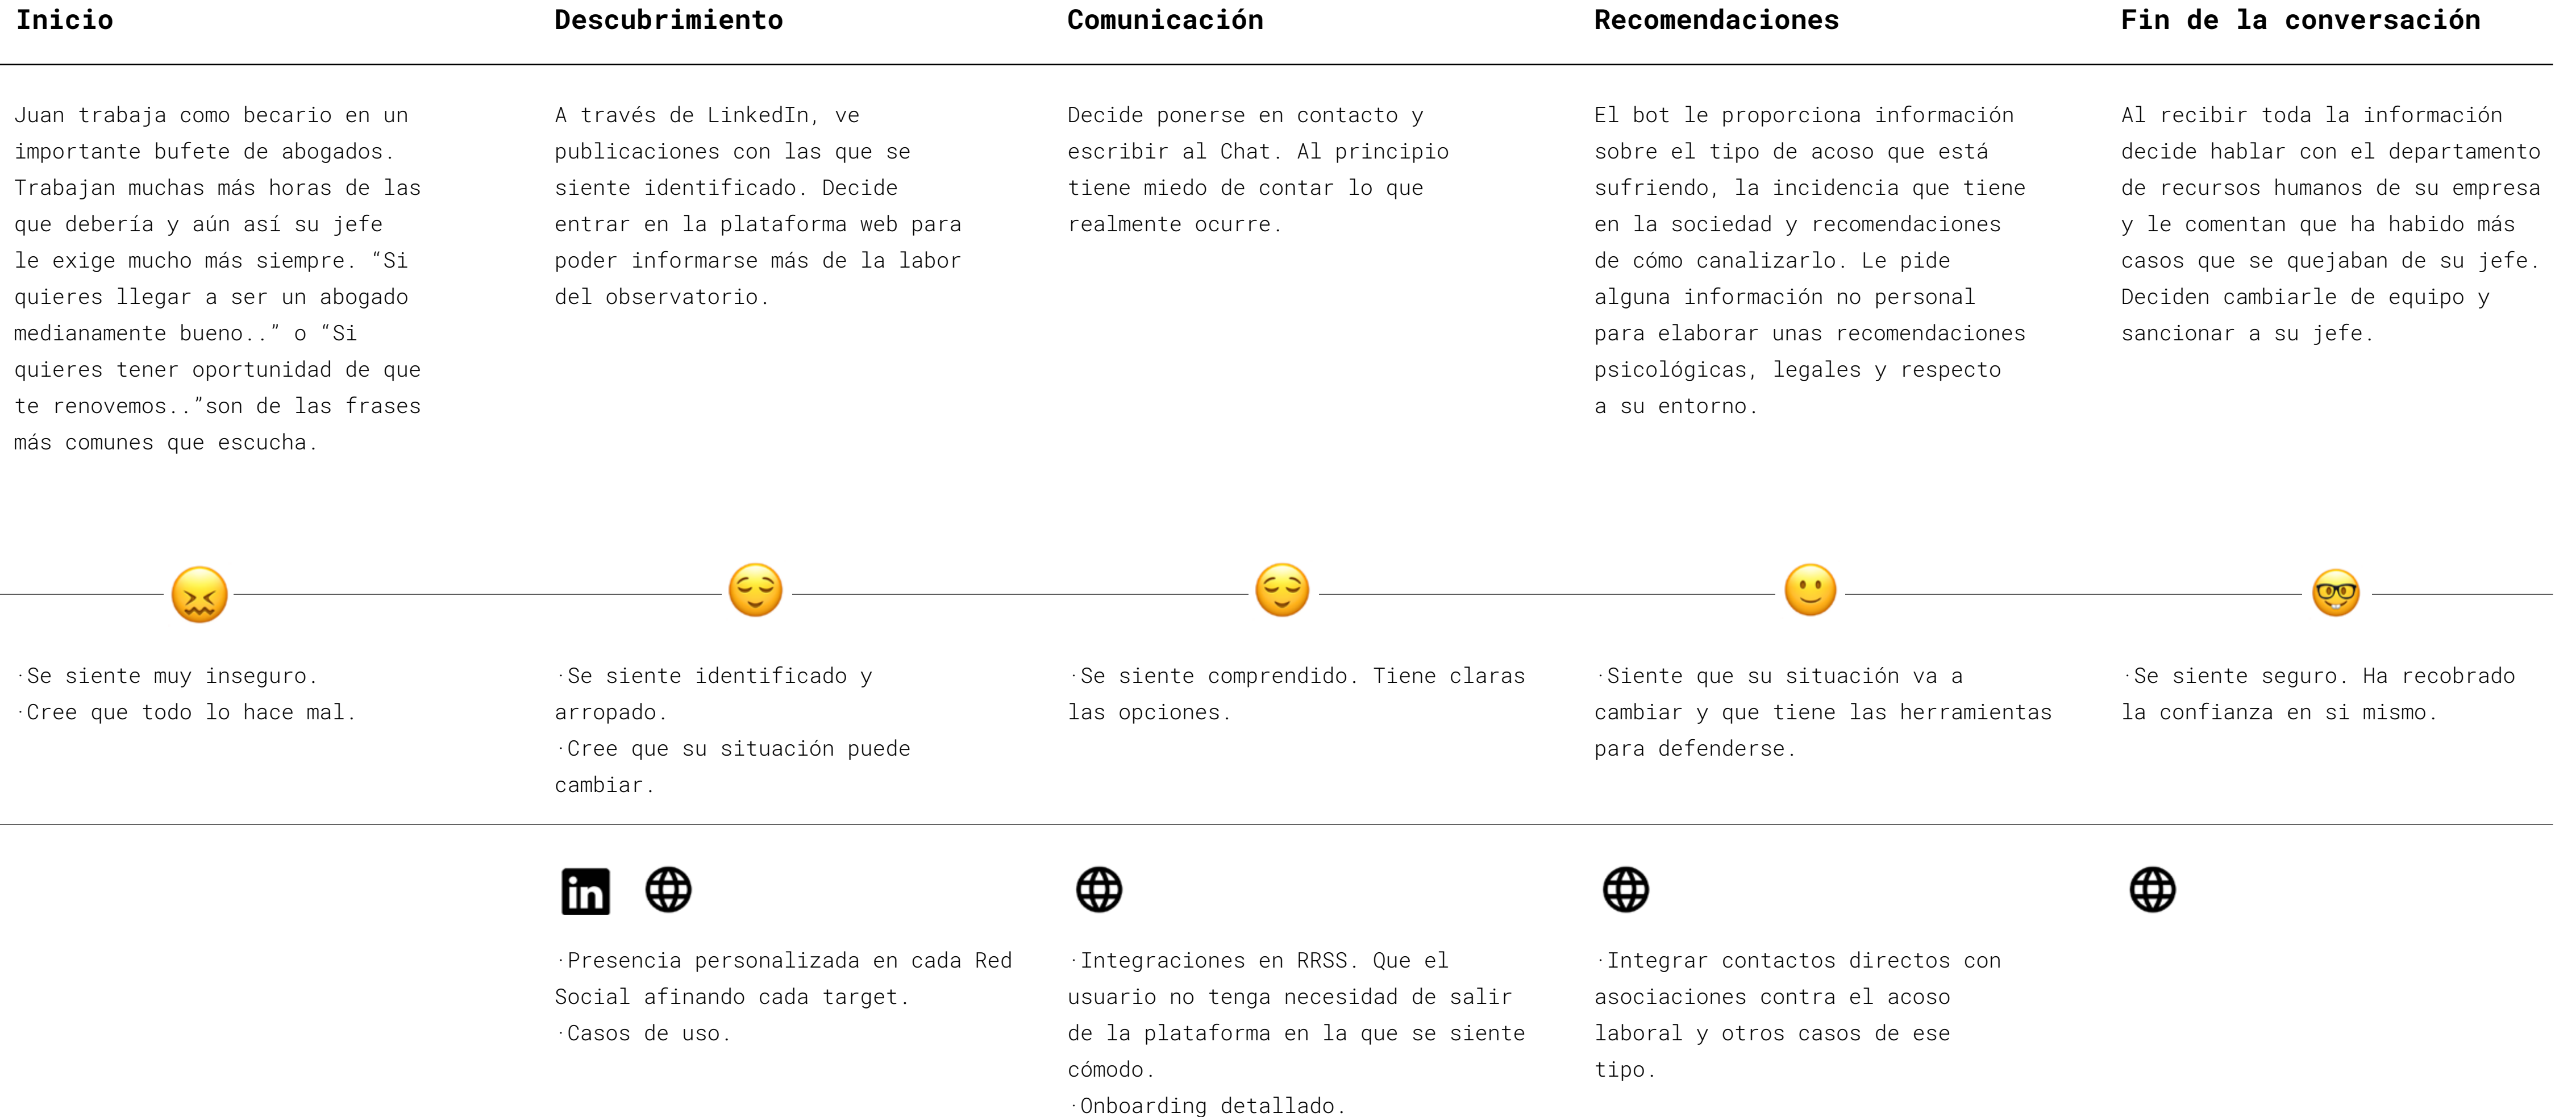 Inicio
Descubrimiento
Comunicación
Recomendaciones
Fin de la conversación
Juan trabaja como becario en un
importante bufete de abogados.
Trabajan muchas más horas de las
que debería y aún así su jefe
le exige mucho más siempre. “Si
quieres llegar a ser un abogado
medianamente bueno..” o “Si
quieres tener oportunidad de que
te renovemos..”son de las frases
más comunes que escucha.
A través de LinkedIn, ve
publicaciones con las que se
siente identificado. Decide
entrar en la plataforma web para
poder informarse más de la labor
del observatorio.
Decide ponerse en contacto y
escribir al Chat. Al principio
tiene miedo de contar lo que
realmente ocurre.
El bot le proporciona información
sobre el tipo de acoso que está
sufriendo, la incidencia que tiene
en la sociedad y recomendaciones
de cómo canalizarlo. Le pide
alguna información no personal
para elaborar unas recomendaciones
psicológicas, legales y respecto
a su entorno.
Al recibir toda la información
decide hablar con el departamento
de recursos humanos de su empresa
y le comentan que ha habido más
casos que se quejaban de su jefe.
Deciden cambiarle de equipo y
sancionar a su jefe.
·Se siente muy inseguro.
·Cree que todo lo hace mal.
·Se siente identificado y
arropado.
·Cree que su situación puede
cambiar.
·Se siente comprendido. Tiene claras
las opciones.
·Siente que su situación va a
cambiar y que tiene las herramientas
para defenderse.
·Se siente seguro. Ha recobrado
la confianza en si mismo.
in
·Presencia personalizada en cada Red
Social afinando cada target.
·Casos de uso.
·Integraciones en RRSS. Que el
usuario no tenga necesidad de salir
de la plataforma en la que se siente
cómodo.
·Onboarding detallado.
·Integrar contactos directos con
asociaciones contra el acoso
laboral y otros casos de ese
tipo.